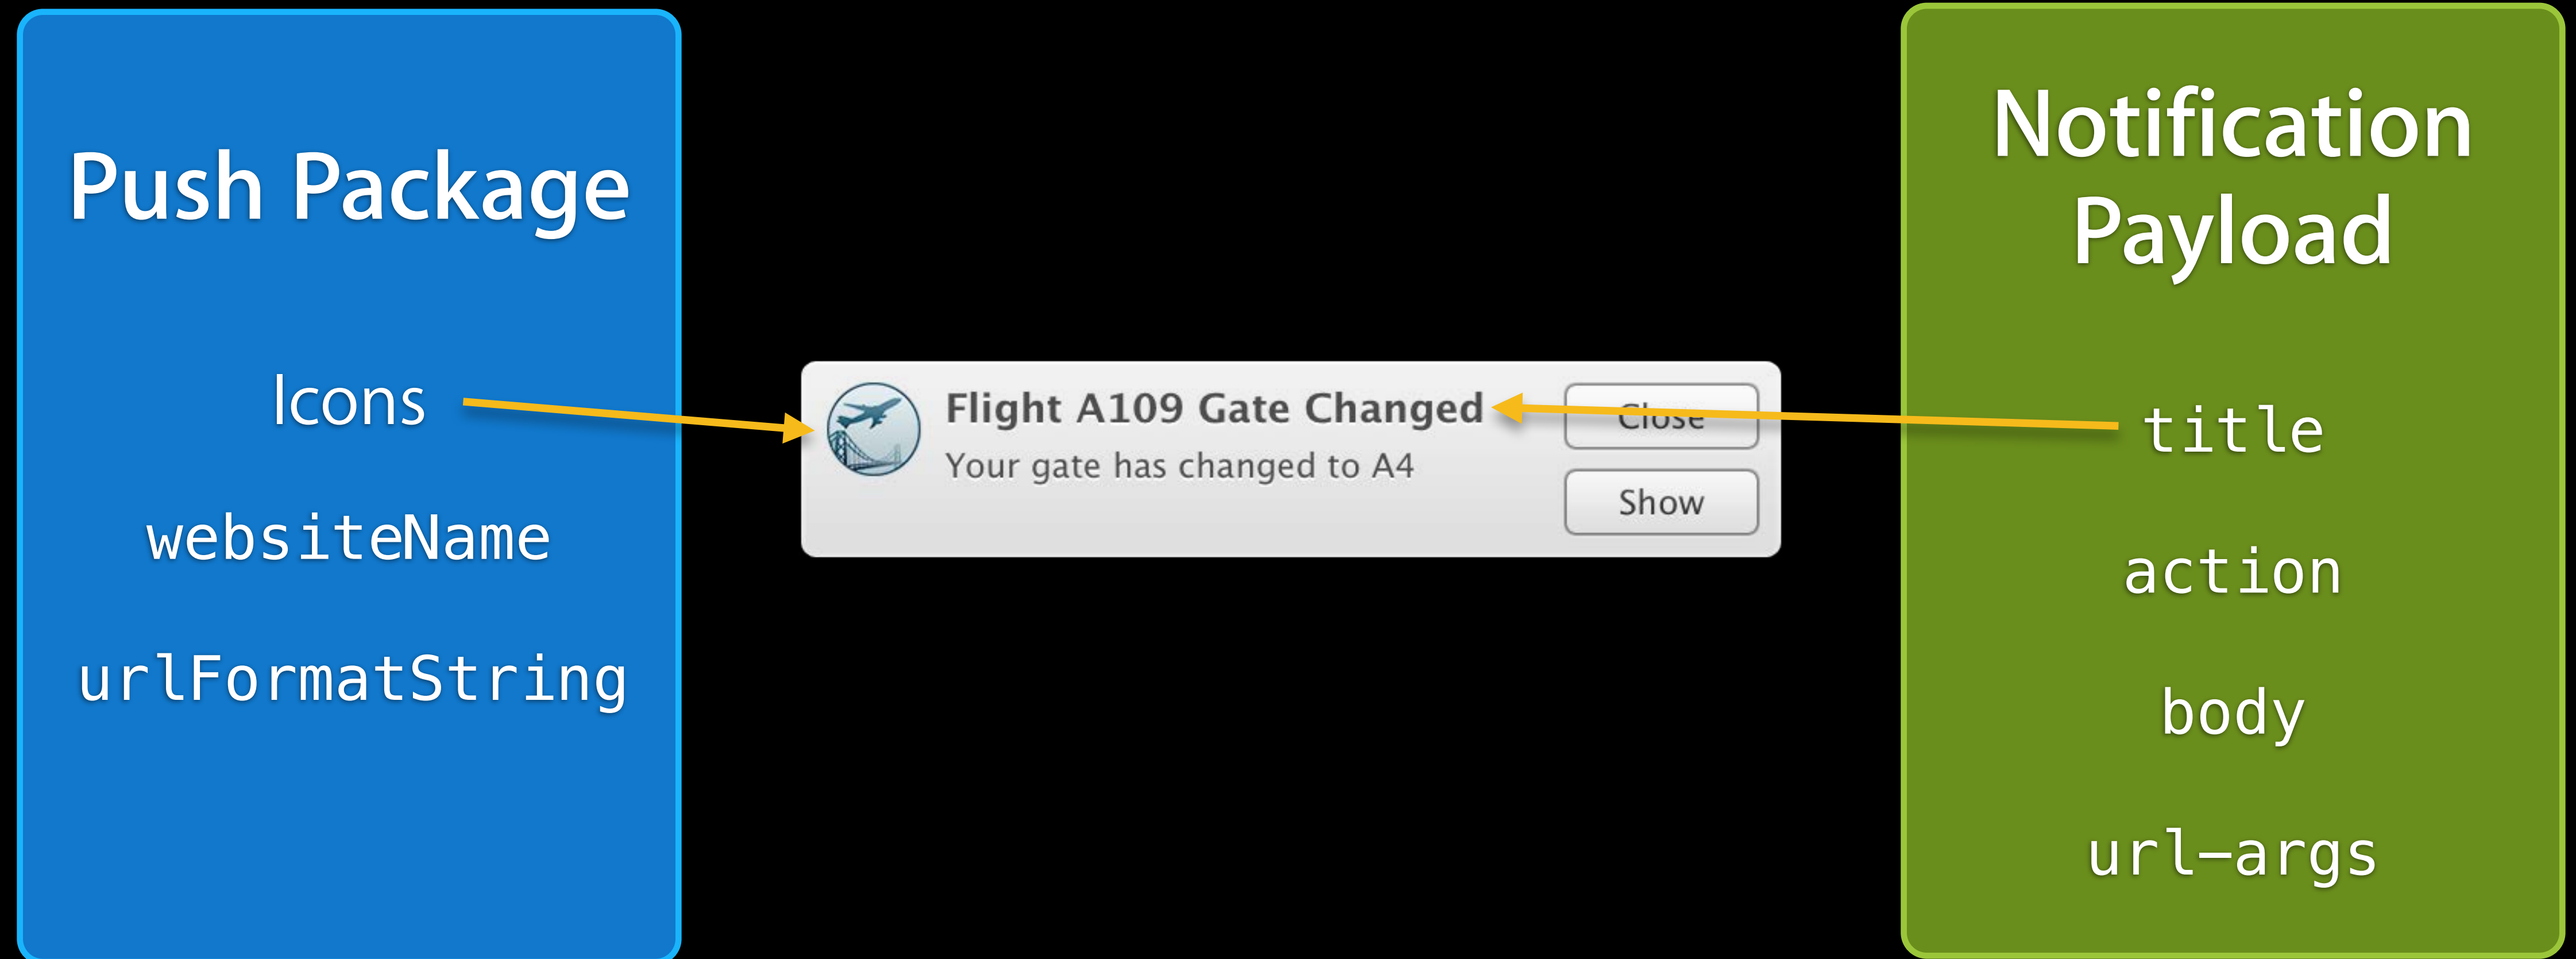 Push Package
Icons
websiteName
urlFormatString
Flight A109 Gate Changed
Your gate has changed to A4
Close
Show
Notification
Payload
title
action
body
url-args